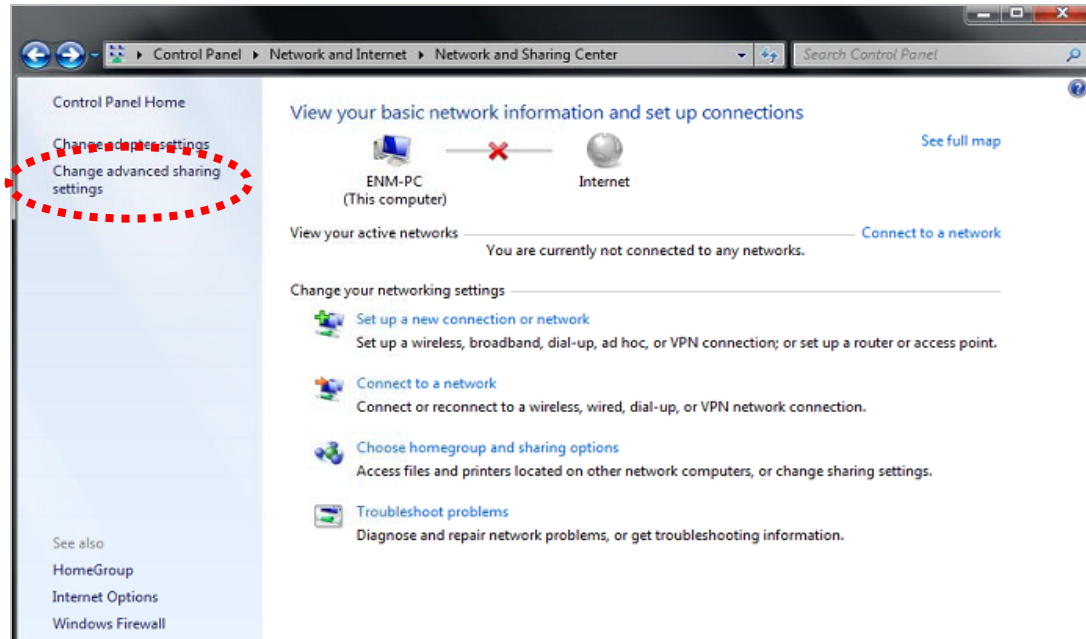 Control Panel Network and Internet Network and Sharing Center Search Control Panel
Control Panel Home
Change adapter settings
Change advanced sharing
settings
View your basic network information and set up connections
See full map
ENM-PC
(This computer)
Internet
View your active networks
Connect to a network
You are currently not connected to any networks.
Change your networking settings
Set up a new connection or network
Set up a wireless, broadband, dial-up, ad hoc, or VPN connection; or set up a router or access point.
Connect to a network
Connect or reconnect to a wireless, wired, dial-up, or VPN network connection.
Choose homegroup and sharing options
Access files and printers located on other network computers, or change sharing settings.
Troubleshoot problems
Diagnose and repair network problems, or get troubleshooting information.
See also
HomeGroup
Internet Options
Windows Firewall